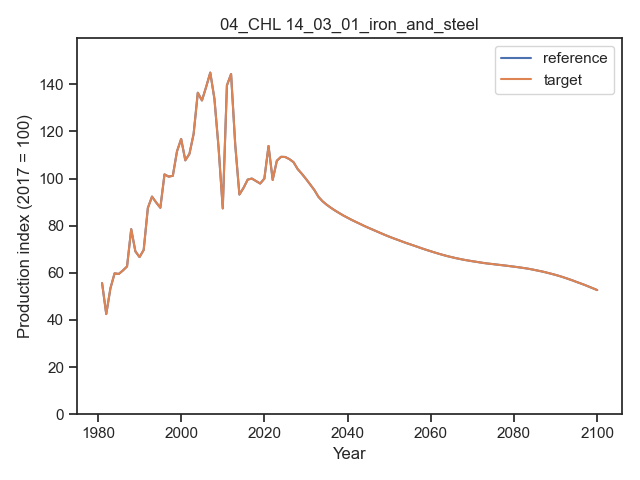 04_CHL 14_03_01_iron_and_steel
reference
target
Production index (2017 = 100)
140
120
100
80
60
40
20
0
1980 2000 2020 2040 2060 2080 2100
Year